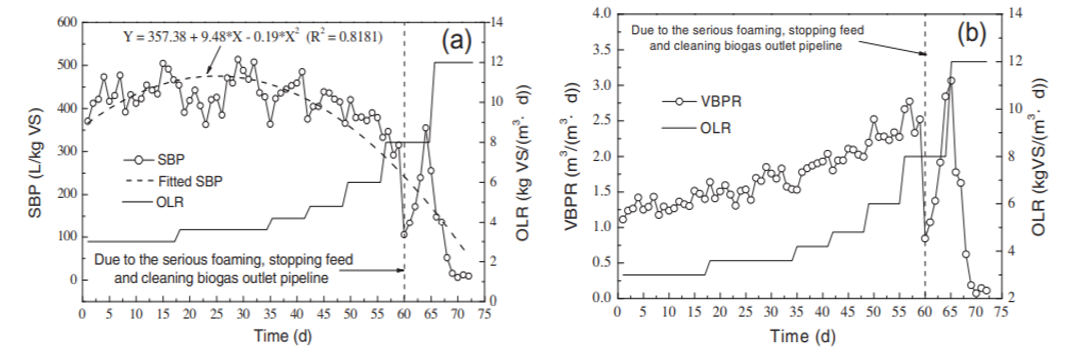 (a)
Y = 357.38 + 9.48*X - 0.19*X² (R² = 0.8181)
SBP (L/kg VS)
600
500
400
300
200
100
0
SBP
Fitted SBP
OLR
Due to the serious foaming, stopping feed
and cleaning biogas outlet pipeline
14
12
10
8
6
4
2
0
OLR (kg VS/(m³· d))
0 5 10 15 20 25 30 35 40 45 50 55 60 65 70 75
Time (d)
(b)
Due to the serious foaming, stopping feed
and cleaning biogas outlet pipeline
VBPR (m³/(m³· d))
4.0
3.5
3.0
2.5
2.0
1.5
1.0
0.5
0.0
VBPR
OLR
14
12
10
8
6
4
2
OLR (kgVS/(m³· d))
0 5 10 15 20 25 30 35 40 45 50 55 60 65 70 75
Time (d)